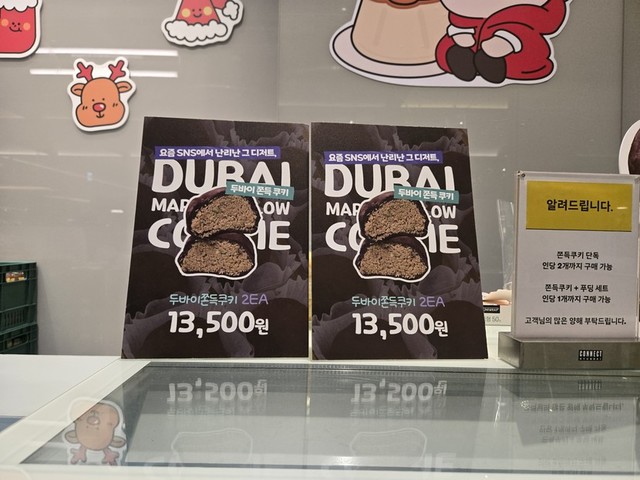 요즘 SNS에서 난리난 그 디저트,
DUBAI
두바이 쫀득 쿠키
두바이쫀득쿠키 2EA
13,500원
요즘 SNS에서 난리난 그 디저트,
DUBAI
두바이 쫀득 쿠키
두바이쫀득쿠키 2EA
13,500원
알려드립니다.
쫀득쿠키 단독
인당 2개까지 구매 가능
쫀득쿠키 + 푸딩 세트
인당 1개까지 구매 가능
고객님의 많은 양해 부탁드립니다.
CONNECT